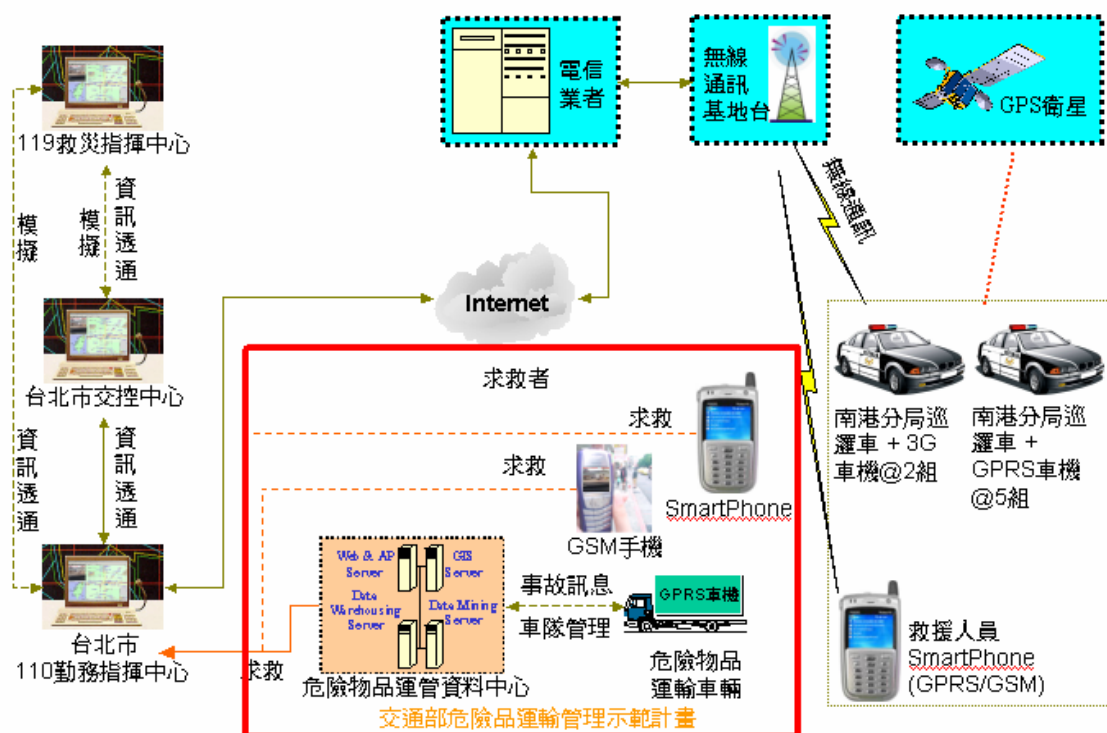 電信
業者
無線
通訊
基地台
GPS衛星
119救災指揮中心
模擬
模擬
資訊透通
無線通訊
Internet
台北市交控中心
資訊透通
資訊透通
求救者
求救
SmartPhone
求救
GSM手機
南港分局巡
邏車 + 3G
車機@2組
南港分局巡
邏車 +
GPRS車機
@5組
Web & AP
Server
GIS
Server
Data
Warehousing
Server
Data Mining
Server
事故訊息
車隊管理
GPRS車機
台北市
110勤務指揮中心
求救
危險物品運管資料中心
危險物品
運輸車輛
救援人員
SmartPhone
(GPRS/GSM)
交通部危險品運輸管理示範計畫